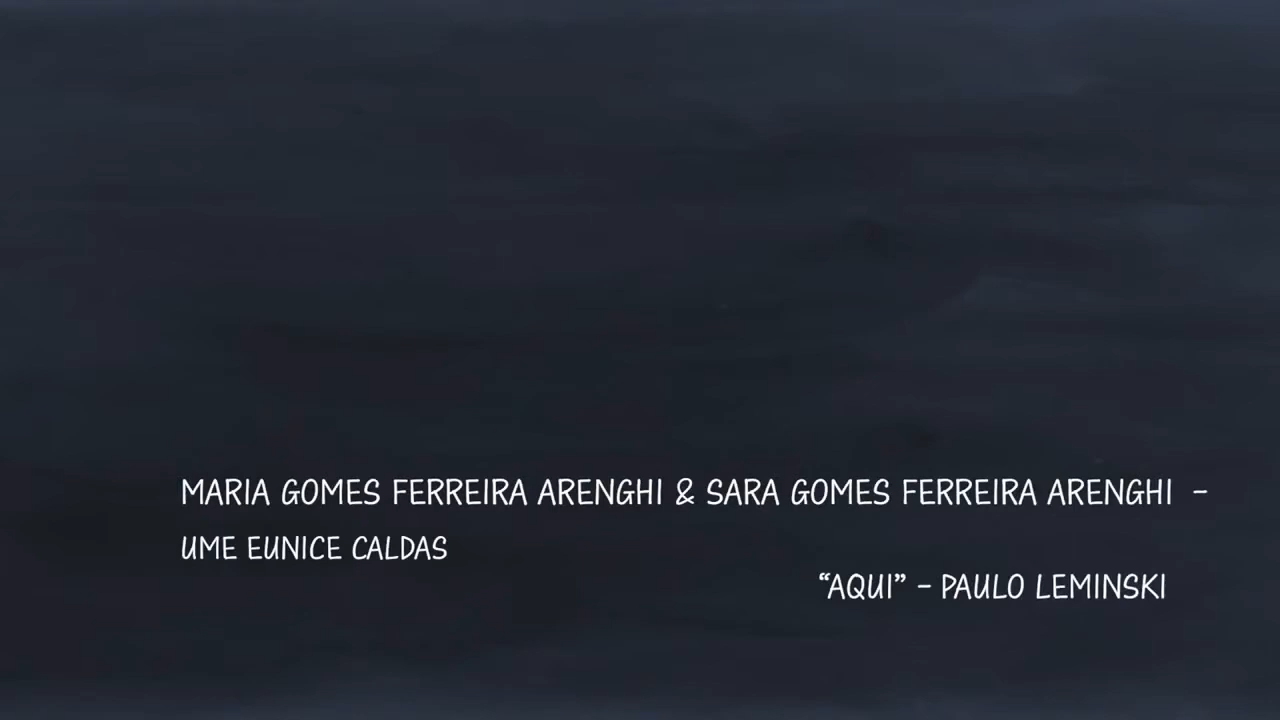 MARIA GOMES FERREIRA ARENGHI & SARA GOMES FERREIRA ARENGHI –
UME EUNICE CALDAS
“AQUI” – PAULO LEMINSKI